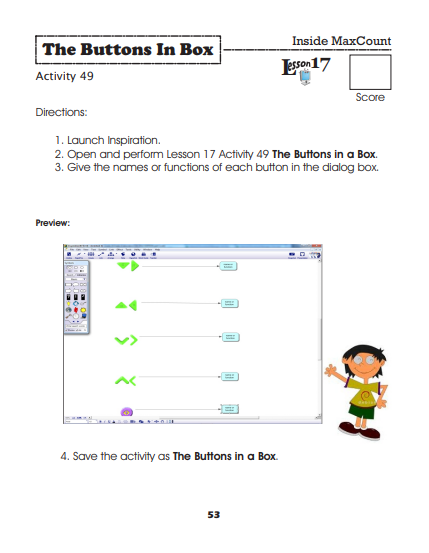 The Buttons In Box
Inside MaxCount
Activity 49
Lesson 17
Score
Directions:
1. Launch Inspiration.
2. Open and perform Lesson 17 Activity 49 The Buttons in a Box.
3. Give the names or functions of each button in the dialog box.
Preview:
4. Save the activity as The Buttons in a Box.
53